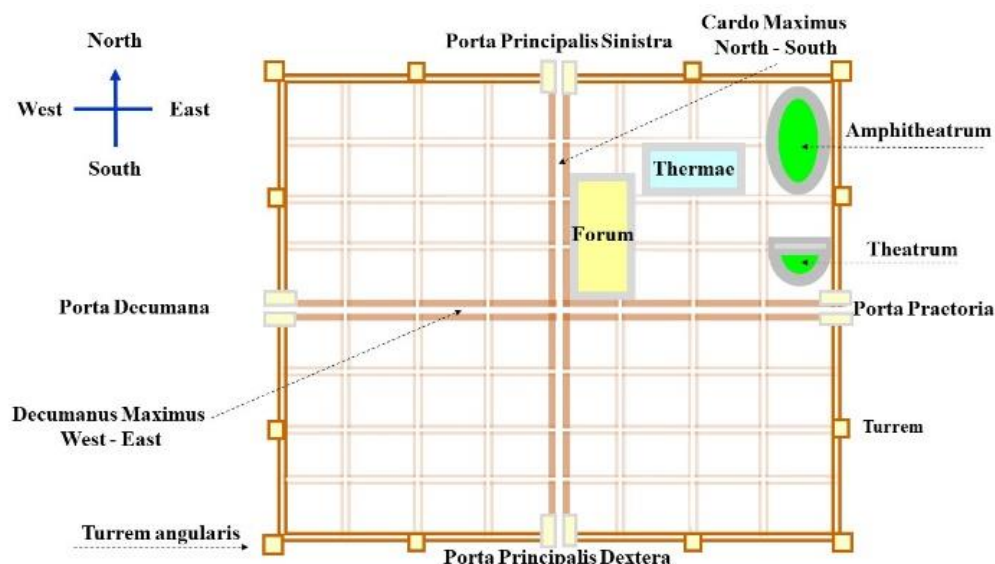 Cardo Maximus
North - South
Porta Principalis Sinistra
North
West
East
South
Amphitheatrum
Thermae
Forum
Theatrum
Porta Decumana
Porta Praetoria
Decumanus Maximus
West - East
Turrem
Turrem angularis
Porta Principalis Dextera